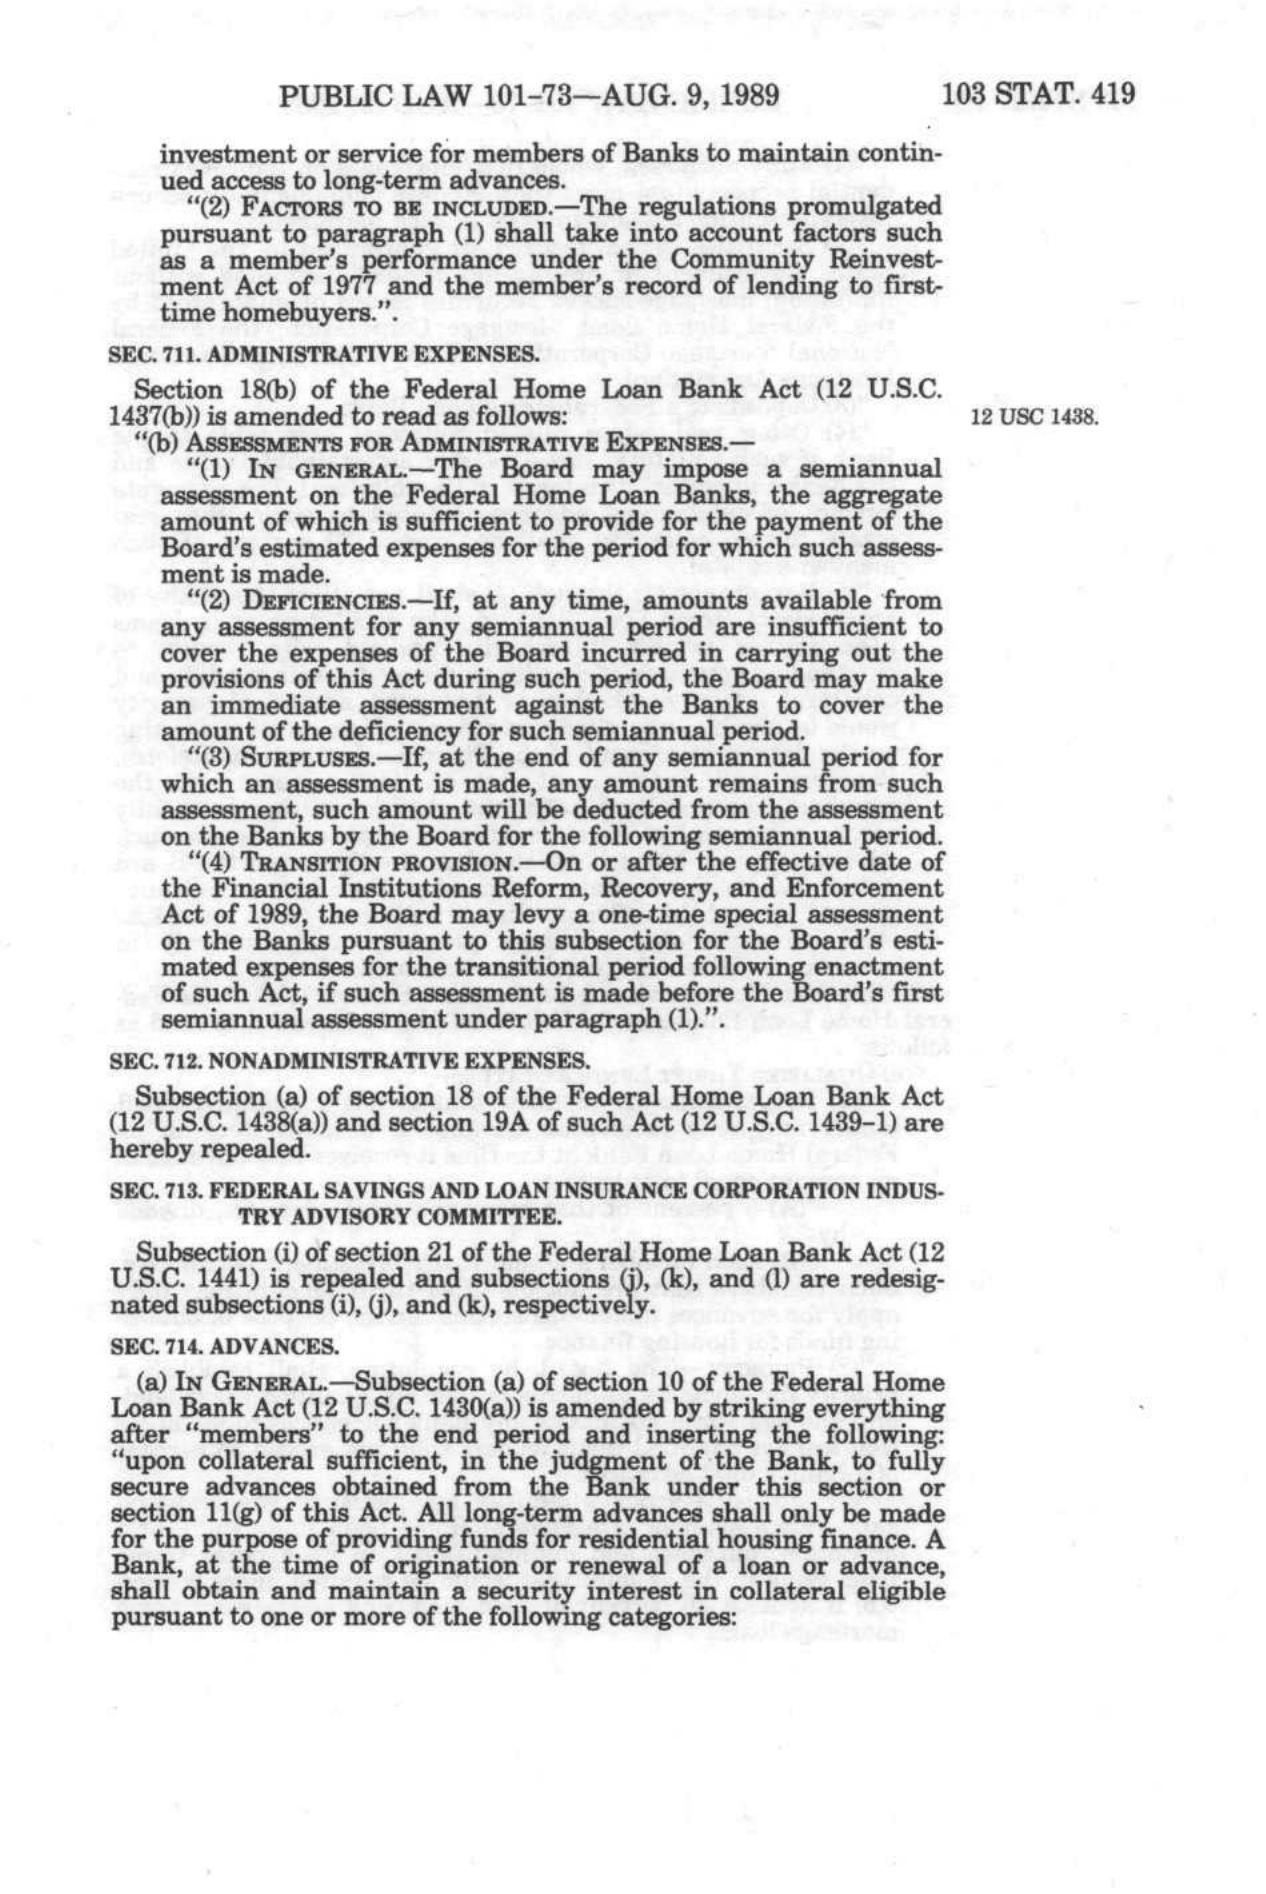 PUBLIC LAW 101–73—AUG. 9, 1989 103 STAT. 419
investment or service for members of Banks to maintain contin-
ued access to long-term advances.
"(2) FACTORS TO BE INCLUDED.—The regulations promulgated
pursuant to paragraph (1) shall take into account factors such
as a member's performance under the Community Reinvest-
ment Act of 1977 and the member's record of lending to first-
time homebuyers.".
SEC. 711. ADMINISTRATIVE EXPENSES.
Section 18(b) of the Federal Home Loan Bank Act (12 U.S.C.
1437(b)) is amended to read as follows:
12 USC 1438.
"(b) ASSESSMENTS FOR ADMINISTRATIVE EXPENSES.—
"(1) IN GENERAL.—The Board may impose a semiannual
assessment on the Federal Home Loan Banks, the aggregate
amount of which is sufficient to provide for the payment of the
Board's estimated expenses for the period for which such assess-
ment is made.
"(2) DEFICIENCIES.—If, at any time, amounts available from
any assessment for any semiannual period are insufficient to
cover the expenses of the Board incurred in carrying out the
provisions of this Act during such period, the Board may make
an immediate assessment against the Banks to cover the
amount of the deficiency for such semiannual period.
"(3) SURPLUSES.—If, at the end of any semiannual period for
which an assessment is made, any amount remains from such
assessment, such amount will be deducted from the assessment
on the Banks by the Board for the following semiannual period.
"(4) TRANSITION PROVISION.—On or after the effective date of
the Financial Institutions Reform, Recovery, and Enforcement
Act of 1989, the Board may levy a one-time special assessment
on the Banks pursuant to this subsection for the Board's esti-
mated expenses for the transitional period following enactment
of such Act, if such assessment is made before the Board's first
semiannual assessment under paragraph (1).".
SEC. 712. NONADMINISTRATIVE EXPENSES.
Subsection (a) of section 18 of the Federal Home Loan Bank Act
(12 U.S.C. 1438(a)) and section 19A of such Act (12 U.S.C. 1439–1) are
hereby repealed.
SEC. 713. FEDERAL SAVINGS AND LOAN INSURANCE CORPORATION INDUS-
TRY ADVISORY COMMITTEE.
Subsection (i) of section 21 of the Federal Home Loan Bank Act (12
U.S.C. 1441) is repealed and subsections (j), (k), and (l) are redesig-
nated subsections (i), (j), and (k), respectively.
SEC. 714. ADVANCES.
(a) IN GENERAL.—Subsection (a) of section 10 of the Federal Home
Loan Bank Act (12 U.S.C. 1430(a)) is amended by striking everything
after "members" to the end period and inserting the following:
"upon collateral sufficient, in the judgment of the Bank, to fully
secure advances obtained from the Bank under this section or
section 11(g) of this Act. All long-term advances shall only be made
for the purpose of providing funds for residential housing finance. A
Bank, at the time of origination or renewal of a loan or advance,
shall obtain and maintain a security interest in collateral eligible
pursuant to one or more of the following categories: